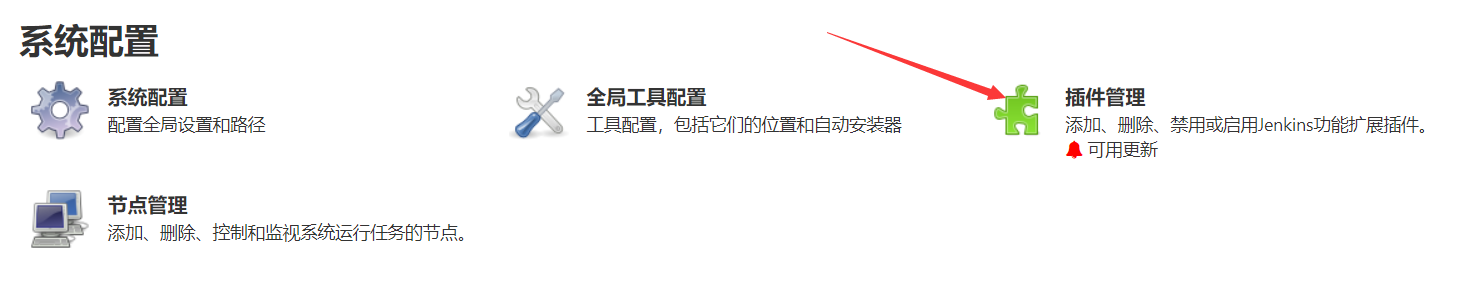 系统配置
系统配置
配置全局设置和路径
全局工具配置
工具配置，包括它们的位置和自动安装器
插件管理
添加、删除、禁用或启用Jenkins功能扩展插件。
可用更新
节点管理
添加、删除、控制和监视系统运行任务的节点。